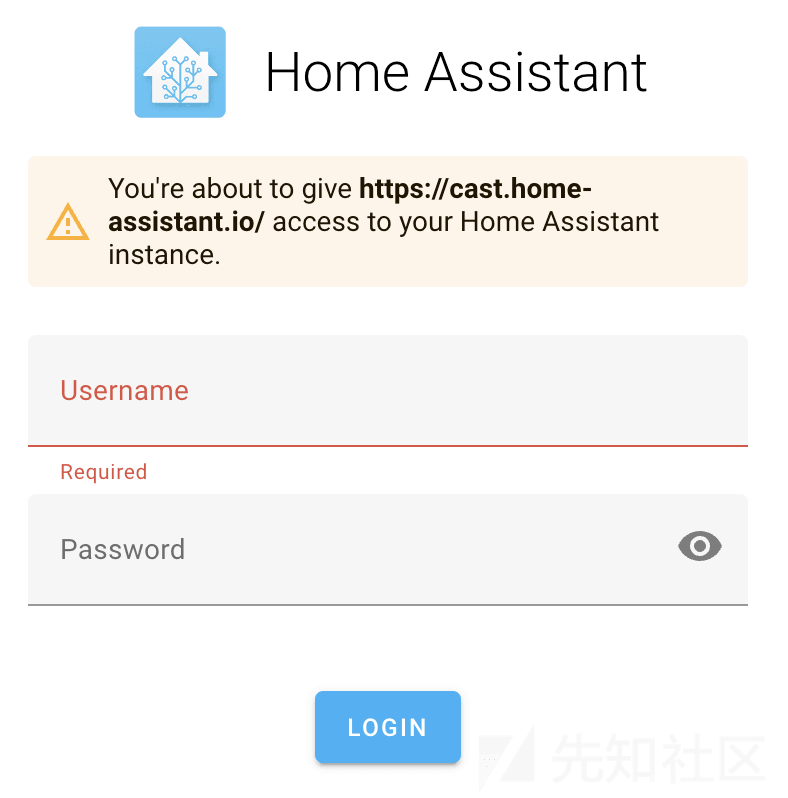 Home Assistant
You're about to give https://cast.home-
assistant.io/ access to your Home Assistant
instance.
Username
Required
Password
LOGIN
先知社区